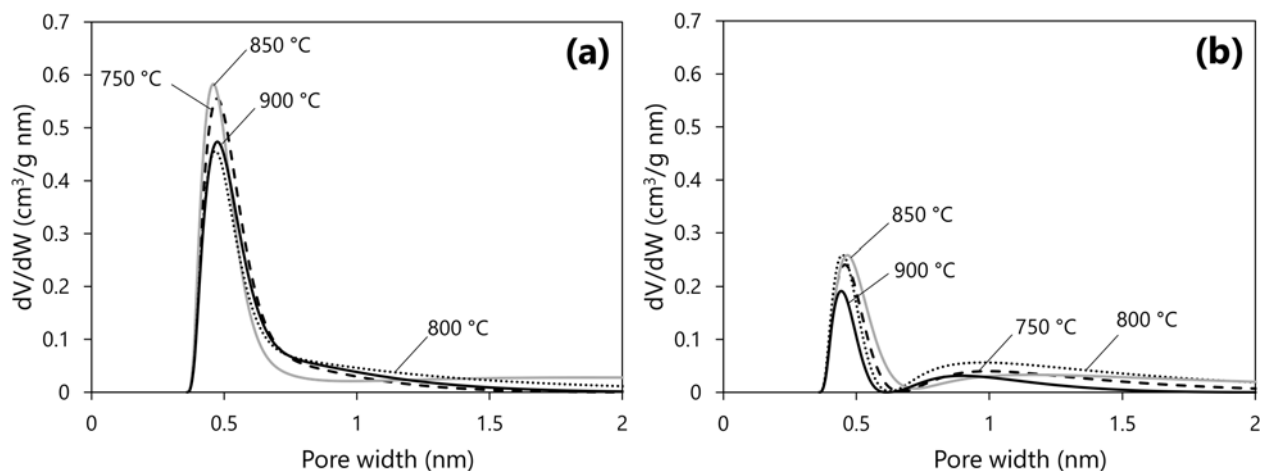 0.7
0.6
0.5
0.4
0.3
0.2
0.1
0
dV/dW (cm³/g nm)
850 °C
750 °C
900 °C
800 °C
(a)
0 0.5 1 1.5 2
Pore width (nm)
0.7
0.6
0.5
0.4
0.3
0.2
0.1
0
dV/dW (cm³/g nm)
(b)
850 °C
900 °C
750 °C 800 °C
0 0.5 1 1.5 2
Pore width (nm)